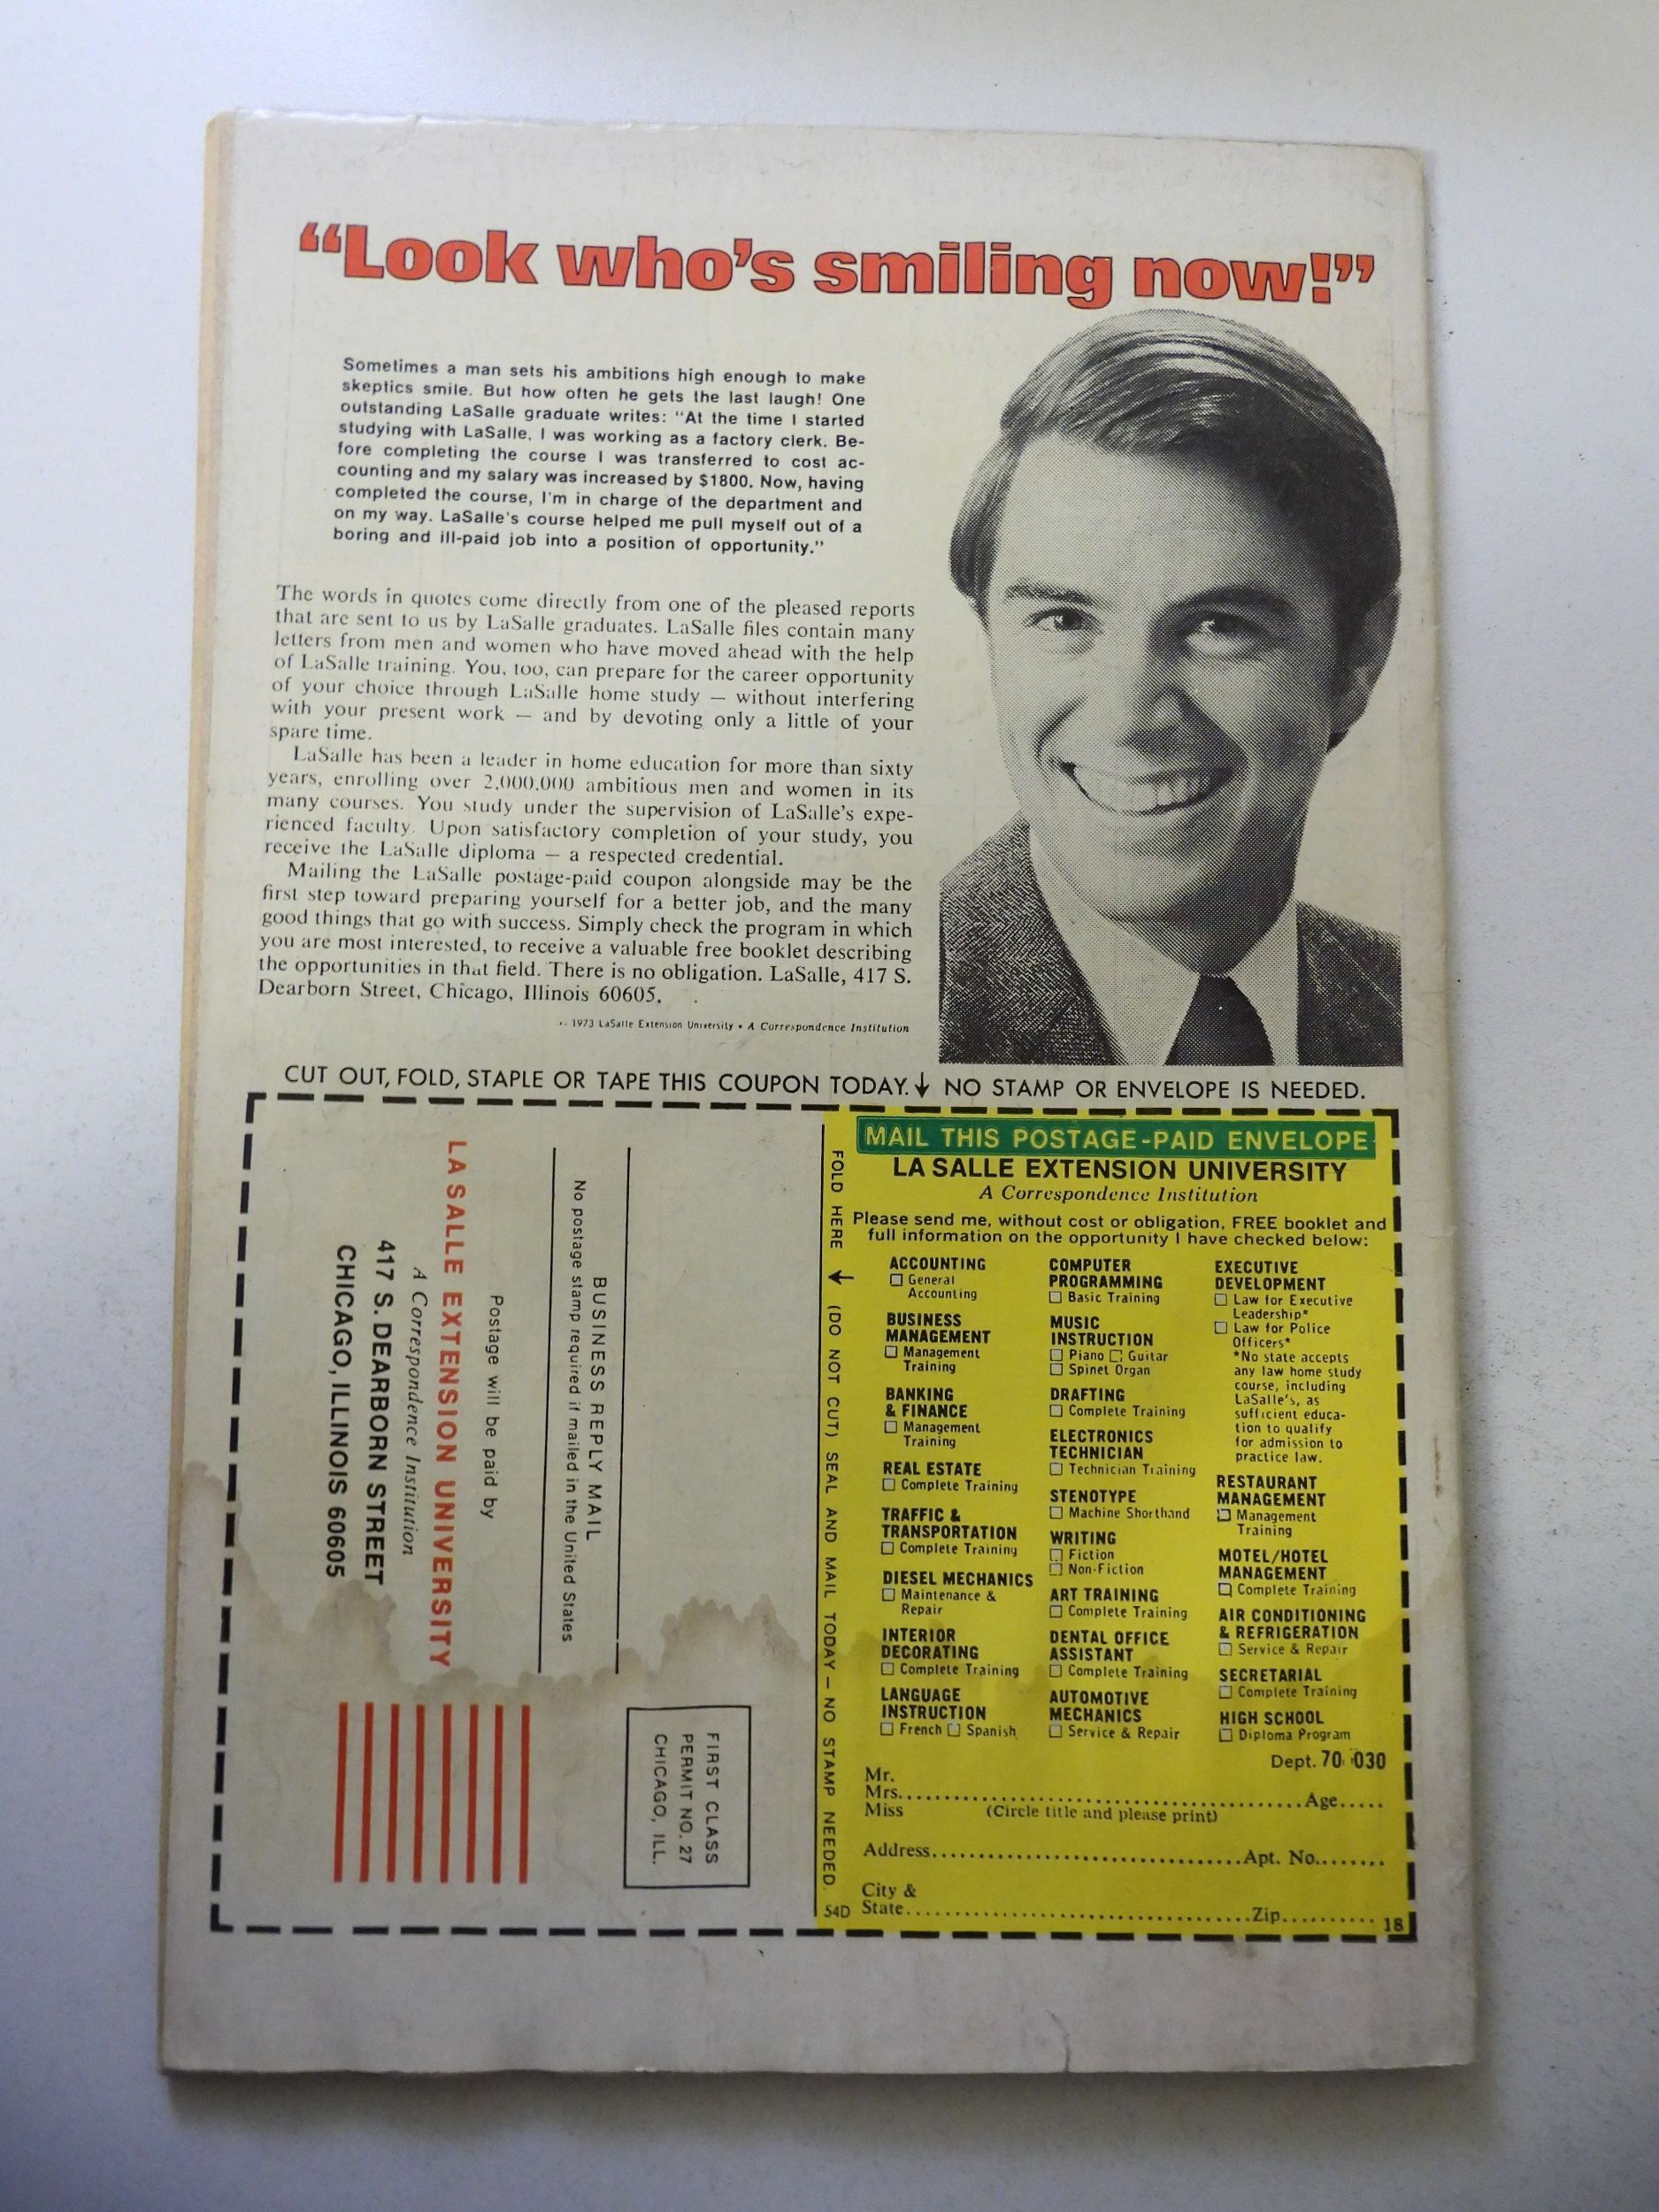 “Look who's smiling now!”
Sometimes a man sets his ambitions high enough to make
skeptics smile. But how often he gets the last laugh! One
outstanding LaSalle graduate writes: “At the time I started
studying with LaSalle, I was working as a factory clerk. Be-
fore completing the course I was transferred to cost ac-
counting and my salary was increased by $1800. Now, having
completed the course, I'm in charge of the department and
on my way. LaSalle's course helped me pull myself out of a
boring and ill-paid job into a position of opportunity.”
The words in quotes come directly from one of the pleased reports
that are sent to us by LaSalle graduates. LaSalle files contain many
letters from men and women who have moved ahead with the help
of LaSalle training. You, too, can prepare for the career opportunity
of your choice through LaSalle home study — without interfering
with your present work — and by devoting only a little of your
spare time.
LaSalle has been a leader in home education for more than sixty
years, enrolling over 2,000,000 ambitious men and women in its
many courses. You study under the supervision of LaSalle's expe-
rienced faculty. Upon satisfactory completion of your study, you
receive the LaSalle diploma — a respected credential.
Mailing the LaSalle postage-paid coupon alongside may be the
first step toward preparing yourself for a better job, and the many
good things that go with success. Simply check the program in which
you are most interested, to receive a valuable free booklet describing
the opportunities in that field. There is no obligation. LaSalle, 417 S.
Dearborn Street, Chicago, Illinois 60605.
1973 LaSalle Extension University • A Correspondence Institution
CUT OUT, FOLD, STAPLE OR TAPE THIS COUPON TODAY.↓ NO STAMP OR ENVELOPE IS NEEDED.
FIRST CLASS
PERMIT NO. 27
CHICAGO, ILL.
BUSINESS REPLY MAIL
No postage stamp required if mailed in the United States
Postage will be paid by
LA SALLE EXTENSION UNIVERSITY
A Correspondence Institution
417 S. DEARBORN STREET
CHICAGO, ILLINOIS 60605
FOLD HERE ↓ (DO NOT CUT) SEAL AND MAIL TODAY — NO STAMP NEEDED.
54D
MAIL THIS POSTAGE-PAID ENVELOPE
LA SALLE EXTENSION UNIVERSITY
A Correspondence Institution
Please send me, without cost or obligation, FREE booklet and
full information on the opportunity I have checked below:
ACCOUNTING
☐ General
Accounting
BUSINESS
MANAGEMENT
☐ Management
Training
BANKING
& FINANCE
☐ Management
Training
REAL ESTATE
☐ Complete Training
TRAFFIC &
TRANSPORTATION
☐ Complete Training
DIESEL MECHANICS
☐ Maintenance &
Repair
INTERIOR
DECORATING
☐ Complete Training
LANGUAGE
INSTRUCTION
☐ French ☐ Spanish
COMPUTER
PROGRAMMING
☐ Basic Training
MUSIC
INSTRUCTION
☐ Piano ☐ Guitar
☐ Spinet Organ
DRAFTING
☐ Complete Training
ELECTRONICS
TECHNICIAN
☐ Technician Training
STENOTYPE
☐ Machine Shorthand
WRITING
☐ Fiction
☐ Non-Fiction
ART TRAINING
☐ Complete Training
DENTAL OFFICE
ASSISTANT
☐ Complete Training
AUTOMOTIVE
MECHANICS
☐ Service & Repair
EXECUTIVE
DEVELOPMENT
☐ Law for Executive
Leadership*
☐ Law for Police
Officers*
*No state accepts
any law home study
course, including
LaSalle's, as
sufficient educa-
tion to qualify
for admission to
practice law.
RESTAURANT
MANAGEMENT
☐ Management
Training
MOTEL/HOTEL
MANAGEMENT
☐ Complete Training
AIR CONDITIONING
& REFRIGERATION
☐ Service & Repair
SECRETARIAL
☐ Complete Training
HIGH SCHOOL
☐ Diploma Program
Dept. 70 030
Mr.
Mrs.............................................Age.....
Miss (Circle title and please print)
Address.....................................Apt. No........
City &
State.........................................Zip..........
18